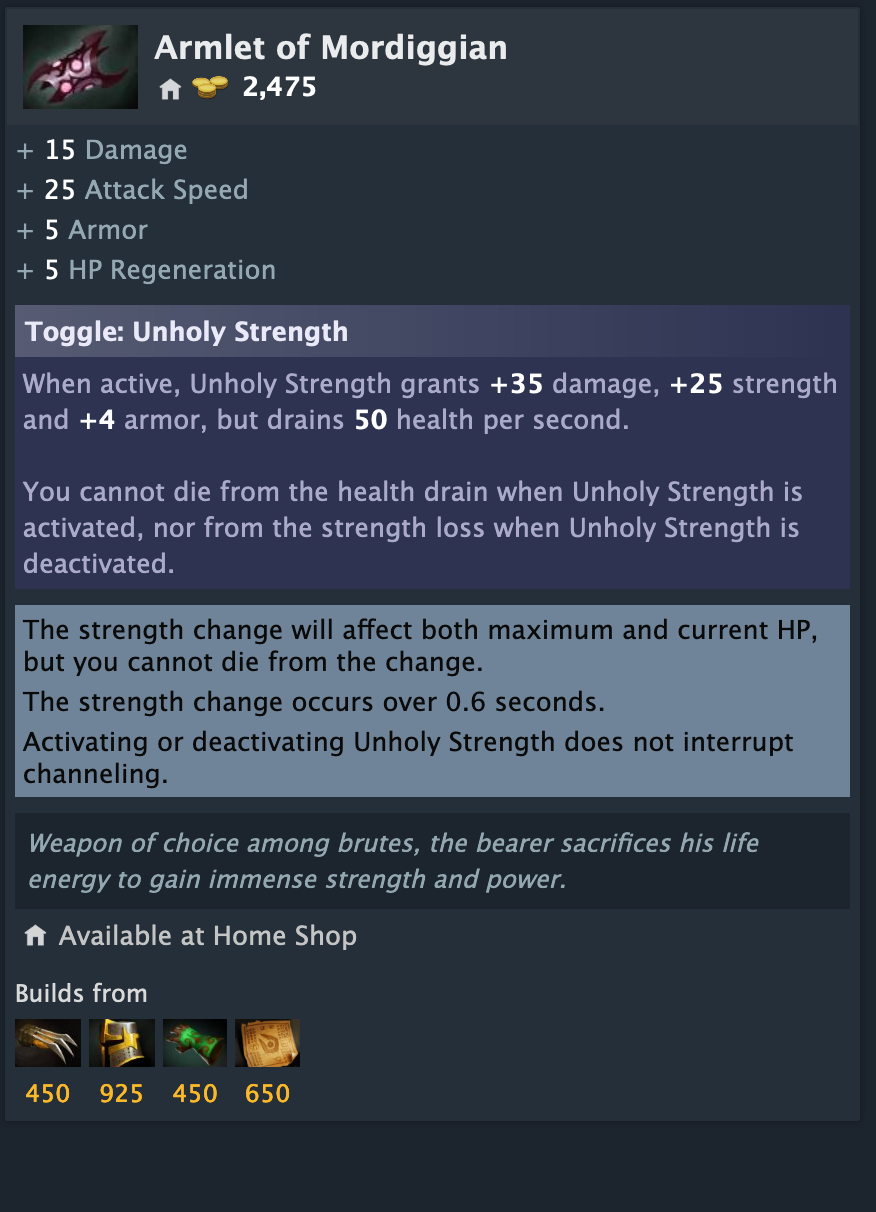 Armlet of Mordiggian
2,475
+ 15 Damage
+ 25 Attack Speed
+ 5 Armor
+ 5 HP Regeneration
Toggle: Unholy Strength
When active, Unholy Strength grants +35 damage, +25 strength
and +4 armor, but drains 50 health per second.
You cannot die from the health drain when Unholy Strength is
activated, nor from the strength loss when Unholy Strength is
deactivated.
The strength change will affect both maximum and current HP,
but you cannot die from the change.
The strength change occurs over 0.6 seconds.
Activating or deactivating Unholy Strength does not interrupt
channeling.
Weapon of choice among brutes, the bearer sacrifices his life
energy to gain immense strength and power.
Available at Home Shop
Builds from
450 925 450 650